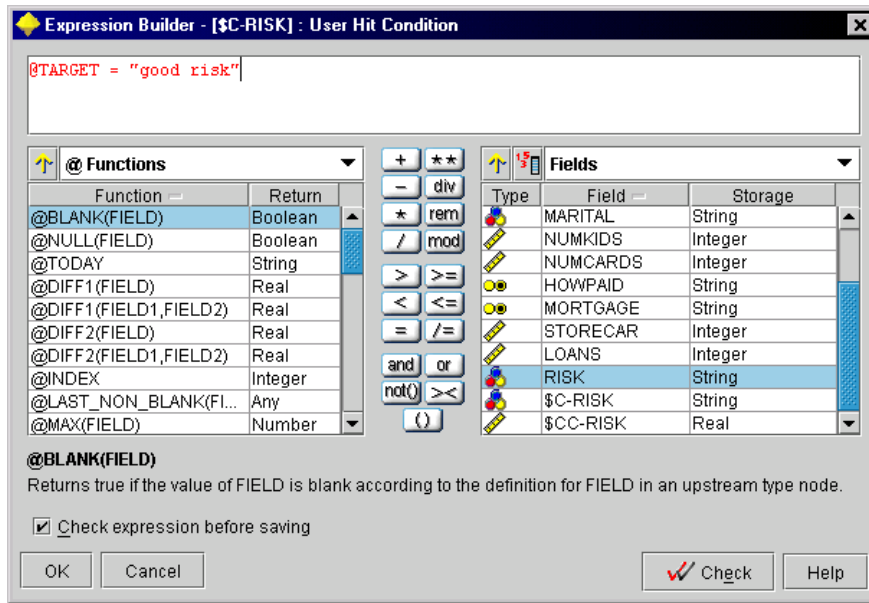 Expression Builder - [$C-RISK] : User Hit Condition
@TARGET = "good risk"
@ Functions
Function Return
@BLANK(FIELD) Boolean
@NULL(FIELD) Boolean
@TODAY String
@DIFF1(FIELD) Real
@DIFF1(FIELD1,FIELD2) Real
@DIFF2(FIELD) Real
@DIFF2(FIELD1,FIELD2) Real
@INDEX Integer
@LAST_NON_BLANK(FI... Any
@MAX(FIELD) Number
+ **
- div
* rem
/ mod
> >=
< <=
= /=
and or
not() ><
()
Fields
Type Field Storage
MARITAL String
NUMKIDS Integer
NUMCARDS Integer
HOWPAID String
MORTGAGE String
STORECAR Integer
LOANS Integer
RISK String
$C-RISK String
$CC-RISK Real
@BLANK(FIELD)
Returns true if the value of FIELD is blank according to the definition for FIELD in an upstream type node.
Check expression before saving
OK Cancel Check Help